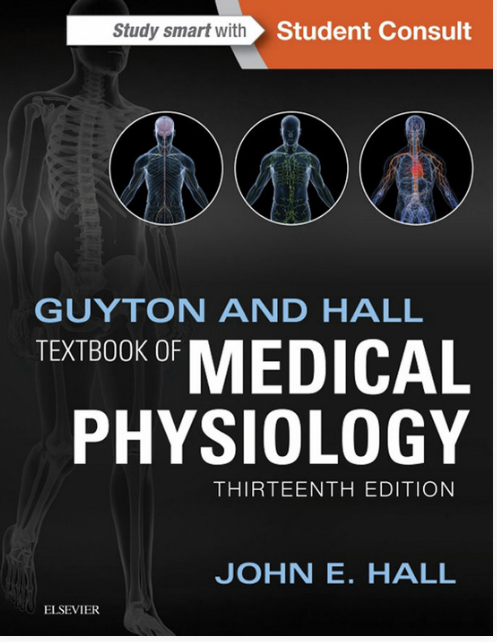 Study smart with Student Consult
GUYTON AND HALL
TEXTBOOK OF MEDICAL
PHYSIOLOGY
THIRTEENTH EDITION
JOHN E. HALL
ELSEVIER